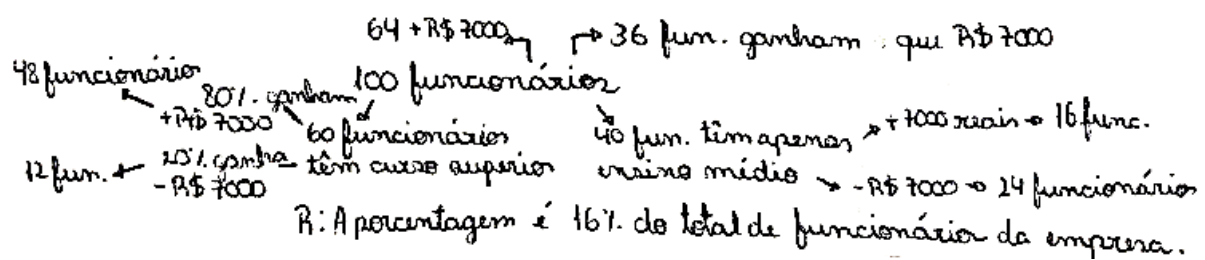 64 + R$ 7000 36 fun. ganham que R$ 7000
48 funcionários 100 funcionários
80%. ganham + R$ 7000 60 funcionários têm curso superior
40 fun. têm apenas ensino médio
+ 7000 reais 16 func.
12 fun. 20%. ganha - R$ 7000
- R$ 7000 24 funcionários
R: A porcentagem é 16%. do total de funcionários da empresa.